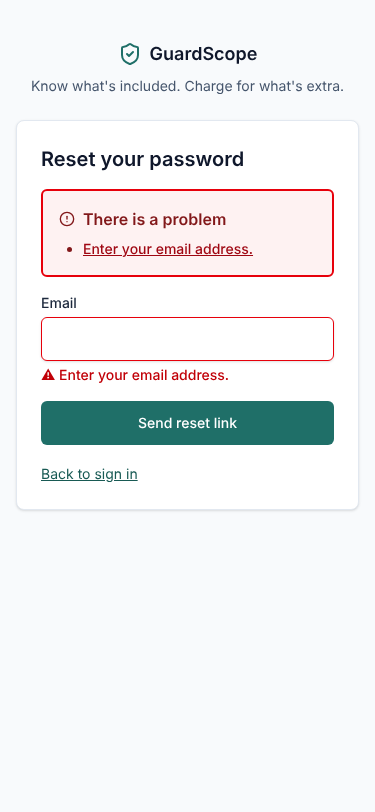 GuardScope
Know what's included. Charge for what's extra.
Reset your password
There is a problem
Enter your email address.
Email
Enter your email address.
Send reset link
Back to sign in